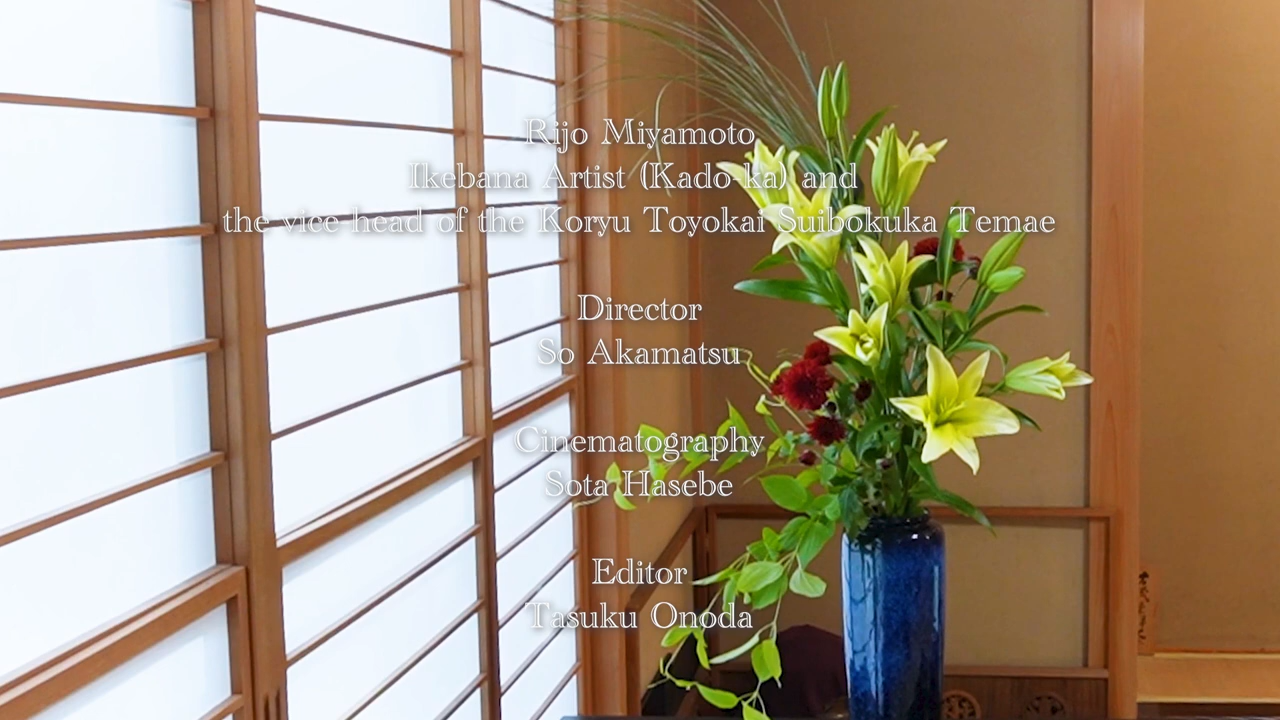 Rijo Miyamoto
Ikebana Artist (Kado-ka) and
the vice head of the Koryu Toyokai Suibokuka Temae
Director
So Akamatsu
Cinematography
Sota Hasebe
Editor
Tasuku Onoda